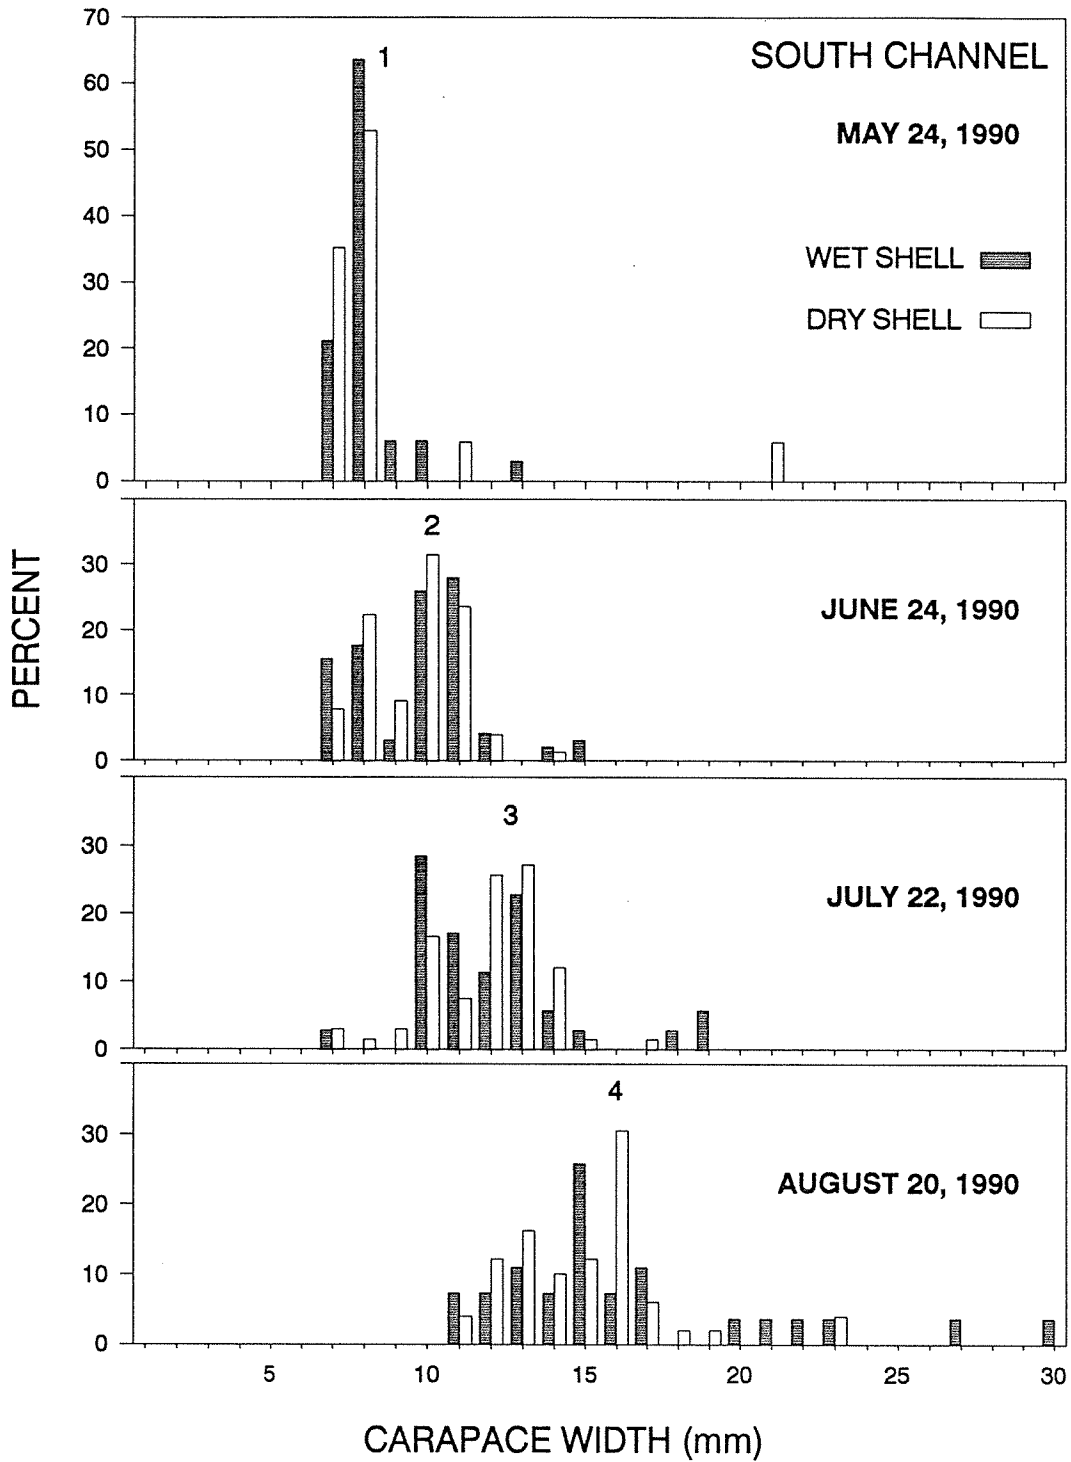 70
1
SOUTH CHANNEL
60
MAY 24, 1990
50
40
30
WET SHELL
20
DRY SHELL
10
0
2
30
JUNE 24, 1990
20
10
0
3
30
JULY 22, 1990
20
10
0
4
30
AUGUST 20, 1990
20
10
0
PERCENT
5 10 15 20 25 30
CARAPACE WIDTH (mm)